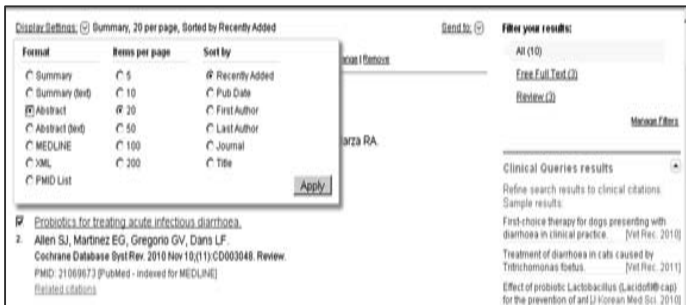 Display Settings: Summary, 20 per page, Sorted by Recently Added
Send to:
Filter your results:
All (10)
Free Full Text (3)
Review (3)
Manage Filters
Format
Items per page
Sort by
Summary
5
Recently Added
Summary (text)
10
Pub Date
Abstract
20
First Author
Abstract (text)
50
Last Author
MEDLINE
100
Journal
XML
200
Title
PMID List
Apply
Remove
arza RA.
Clinical Queries results
Refine search results to clinical citations.
Sample results:
First-choice therapy for dogs presenting with
diarrhoea in clinical practice. [Vet Rec. 2010]
Treatment of diarrhoea in cats caused by
Tritrichomonas foetus. [Vet Rec. 2011]
Effect of probiotic Lactobacillus (Lacidofil® cap)
for the prevention of ant [J Korean Med Sci. 2010]
Probiotics for treating acute infectious diarrhoea.
2. Allen SJ, Martinez EG, Gregorio GV, Dans LF.
Cochrane Database Syst Rev. 2010 Nov 10;(11):CD003048. Review.
PMID: 21069673 [PubMed - indexed for MEDLINE]
Related citations